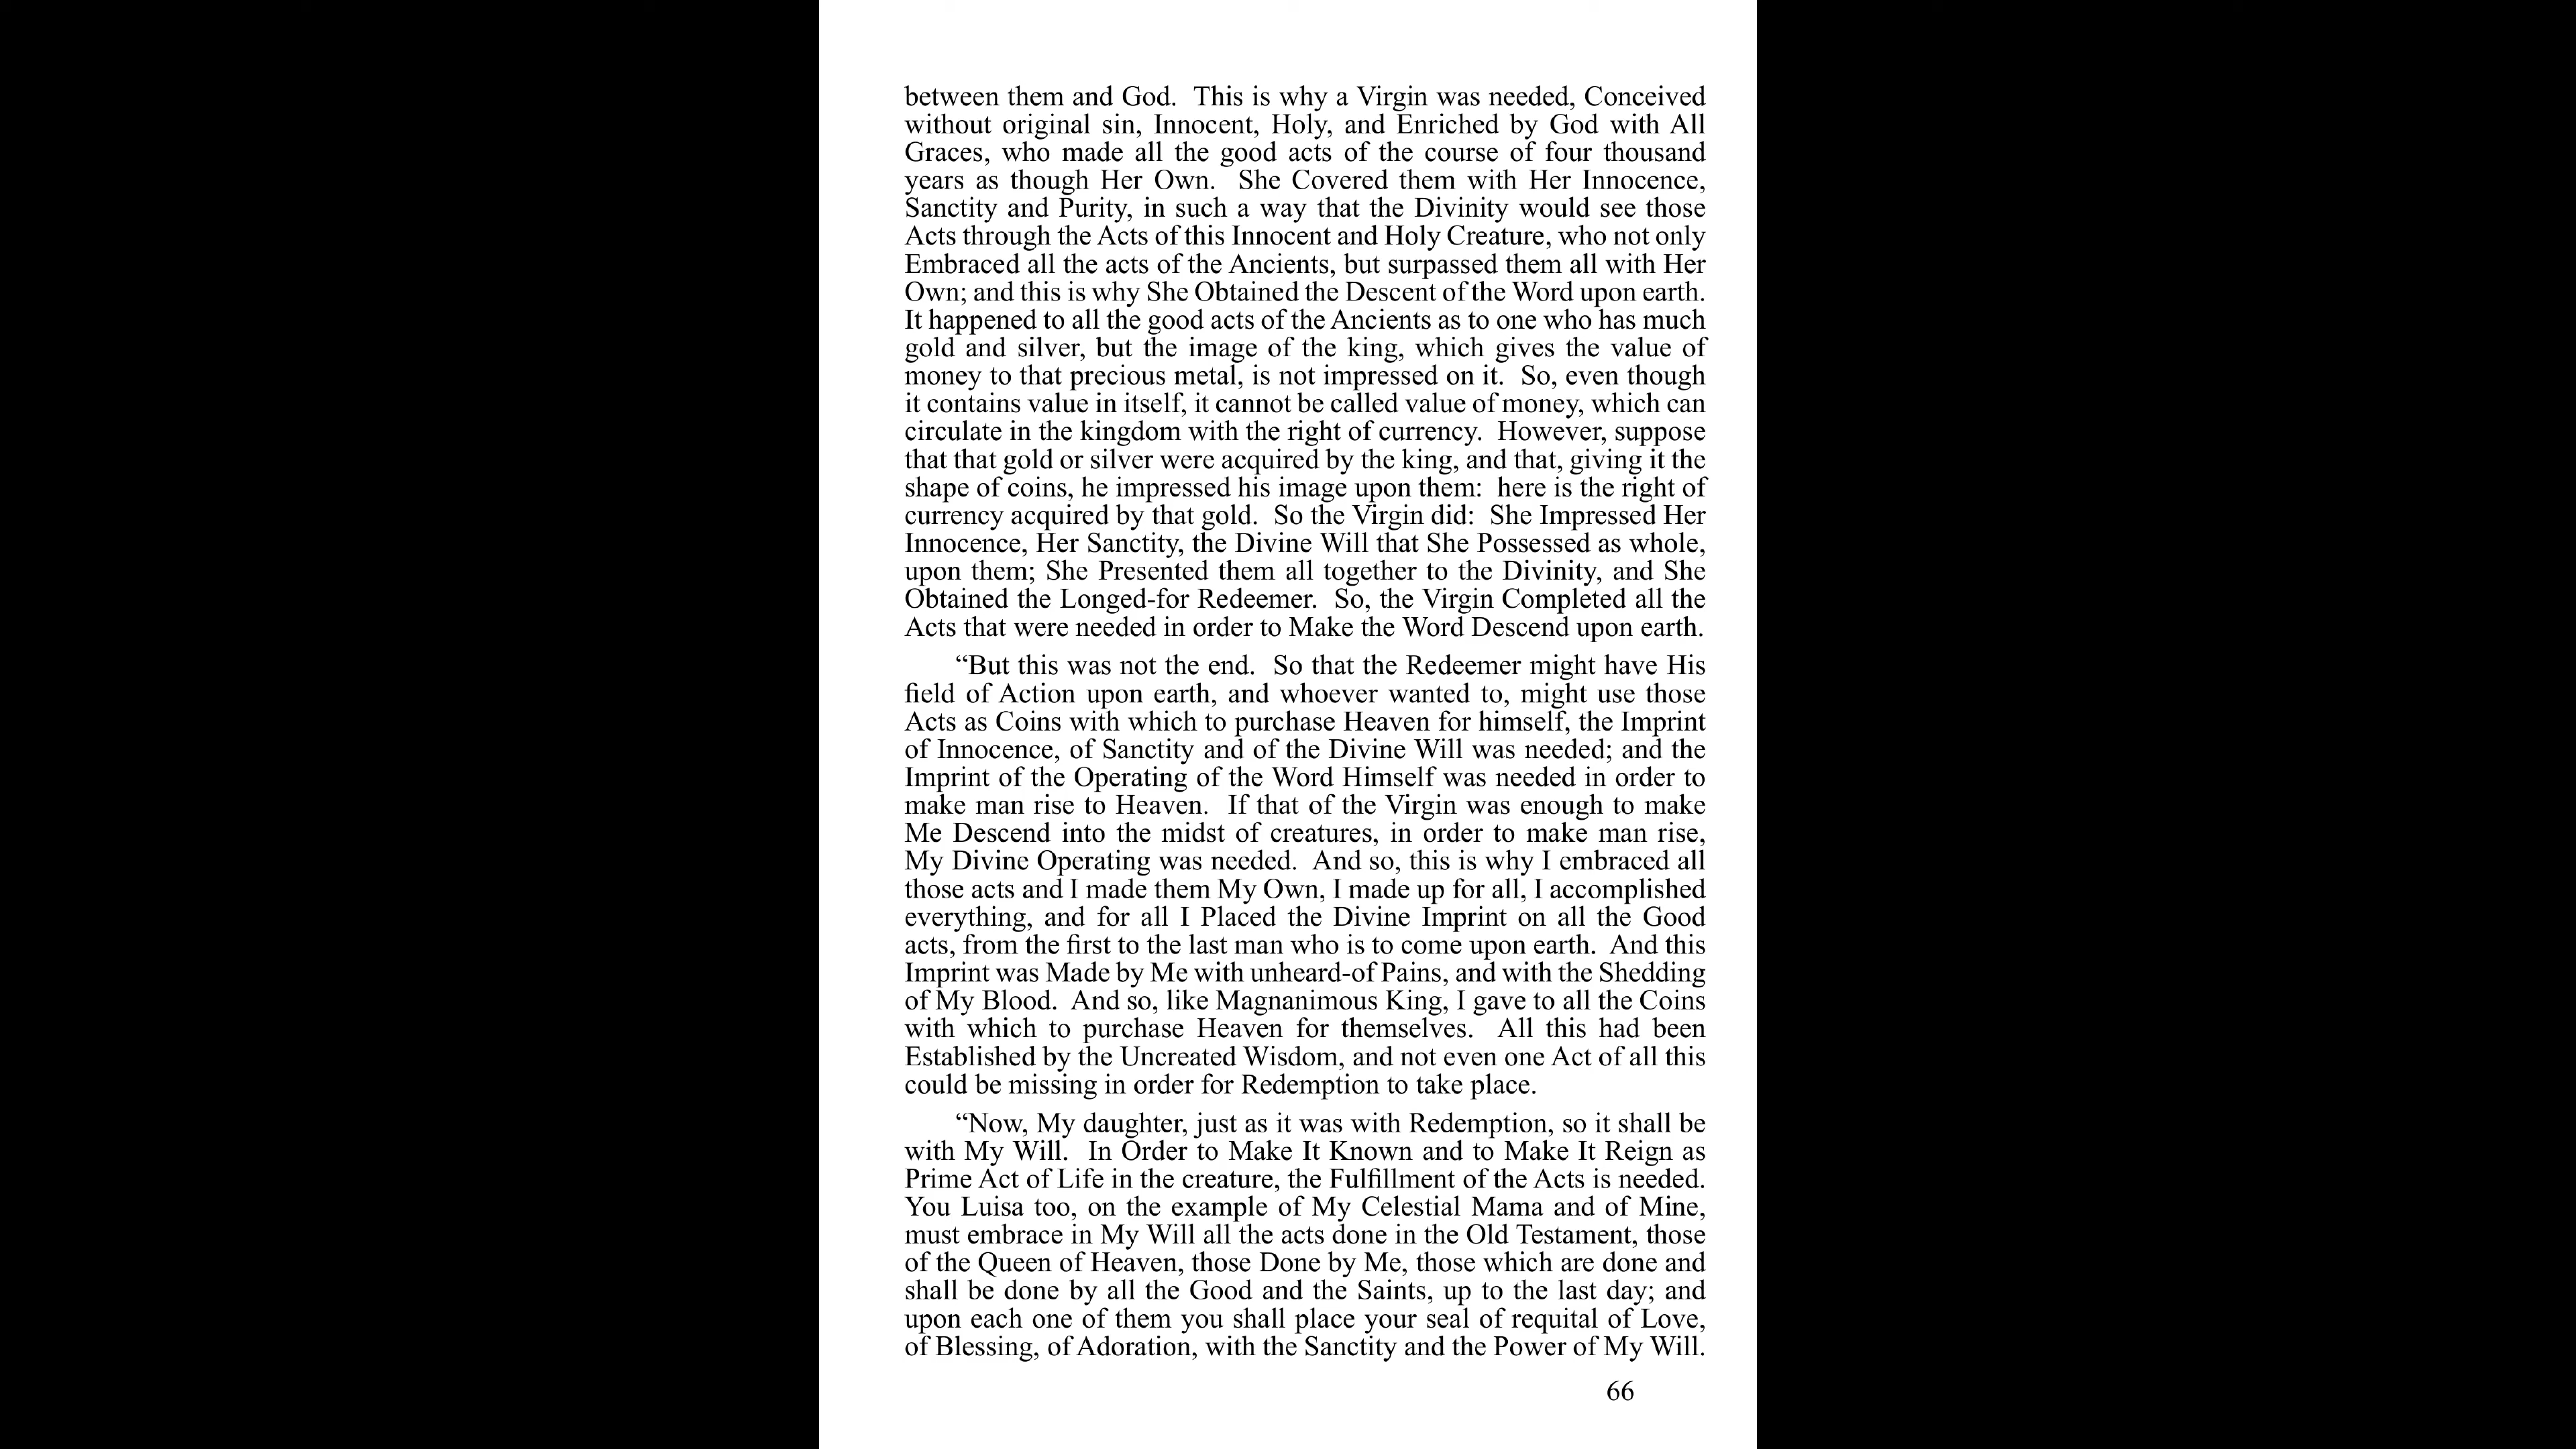 between them and God.  This is why a Virgin was needed, Conceived
without original sin, Innocent, Holy, and Enriched by God with All
Graces, who made all the good acts of the course of four thousand
years as though Her Own.  She Covered them with Her Innocence,
Sanctity and Purity, in such a way that the Divinity would see those
Acts through the Acts of this Innocent and Holy Creature, who not only
Embraced all the acts of the Ancients, but surpassed them all with Her
Own; and this is why She Obtained the Descent of the Word upon earth.
It happened to all the good acts of the Ancients as to one who has much
gold and silver, but the image of the king, which gives the value of
money to that precious metal, is not impressed on it.  So, even though
it contains value in itself, it cannot be called value of money, which can
circulate in the kingdom with the right of currency.  However, suppose
that that gold or silver were acquired by the king, and that, giving it the
shape of coins, he impressed his image upon them:  here is the right of
currency acquired by that gold.  So the Virgin did:  She Impressed Her
Innocence, Her Sanctity, the Divine Will that She Possessed as whole,
upon them; She Presented them all together to the Divinity, and She
Obtained the Longed-for Redeemer.  So, the Virgin Completed all the
Acts that were needed in order to Make the Word Descend upon earth.
“But this was not the end.  So that the Redeemer might have His
field of Action upon earth, and whoever wanted to, might use those
Acts as Coins with which to purchase Heaven for himself, the Imprint
of Innocence, of Sanctity and of the Divine Will was needed; and the
Imprint of the Operating of the Word Himself was needed in order to
make man rise to Heaven.  If that of the Virgin was enough to make
Me Descend into the midst of creatures, in order to make man rise,
My Divine Operating was needed.  And so, this is why I embraced all
those acts and I made them My Own, I made up for all, I accomplished
everything, and for all I Placed the Divine Imprint on all the Good
acts, from the first to the last man who is to come upon earth.  And this
Imprint was Made by Me with unheard-of Pains, and with the Shedding
of My Blood.  And so, like Magnanimous King, I gave to all the Coins
with which to purchase Heaven for themselves.  All this had been
Established by the Uncreated Wisdom, and not even one Act of all this
could be missing in order for Redemption to take place.
“Now, My daughter, just as it was with Redemption, so it shall be
with My Will.  In Order to Make It Known and to Make It Reign as
Prime Act of Life in the creature, the Fulfillment of the Acts is needed.
You Luisa too, on the example of My Celestial Mama and of Mine,
must embrace in My Will all the acts done in the Old Testament, those
of the Queen of Heaven, those Done by Me, those which are done and
shall be done by all the Good and the Saints, up to the last day; and
upon each one of them you shall place your seal of requital of Love,
of Blessing, of Adoration, with the Sanctity and the Power of My Will.
66